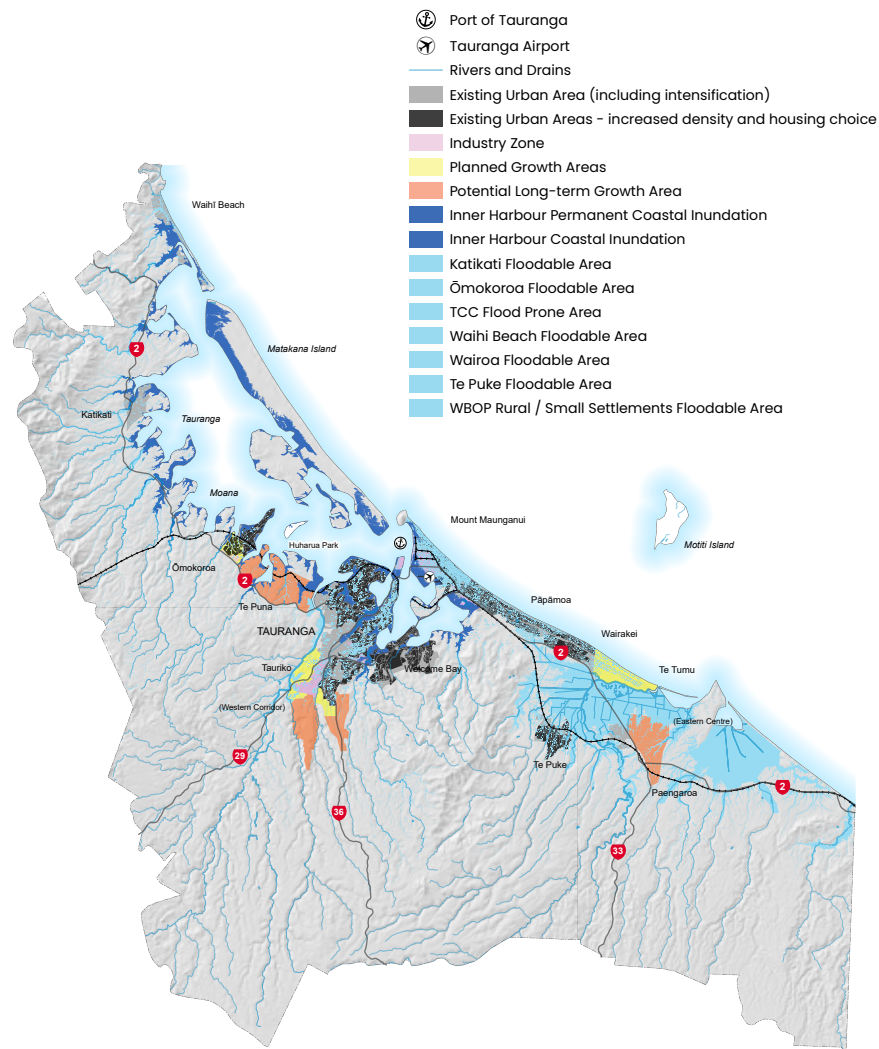 Port of Tauranga
Tauranga Airport
Rivers and Drains
Existing Urban Area (including intensification)
Existing Urban Areas - increased density and housing choice
Industry Zone
Planned Growth Areas
Potential Long-term Growth Area
Inner Harbour Permanent Coastal Inundation
Inner Harbour Coastal Inundation
Katikati Floodable Area
Ōmokoroa Floodable Area
TCC Flood Prone Area
Waihi Beach Floodable Area
Wairoa Floodable Area
Te Puke Floodable Area
WBOP Rural / Small Settlements Floodable Area
Waihī Beach
2
Matakana Island
Katikati
Tauranga
Moana
Mount Maunganui
Huharua Park
Motiti Island
Ōmokoroa
2
Te Puna
Pāpāmoa
TAURANGA
Wairakei
2
Tauriko
Welcome Bay
Te Tumu
(Western Corridor)
(Eastern Centre)
29
Te Puke
2
Paengaroa
36
33